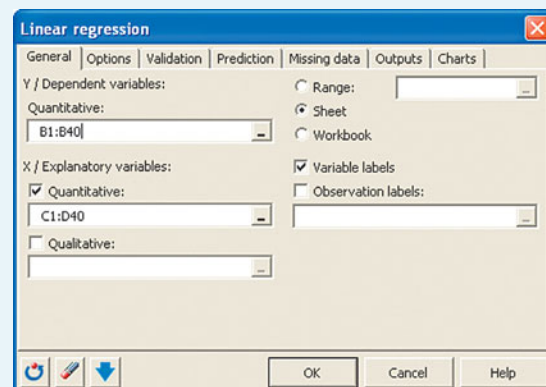 Linear regression
General Options Validation Prediction Missing data Outputs Charts
Y / Dependent variables:
Quantitative:
B1:B40
X / Explanatory variables:
Quantitative:
C1:D40
Qualitative:
Range:
Sheet
Workbook
Variable labels
Observation labels:
OK Cancel Help